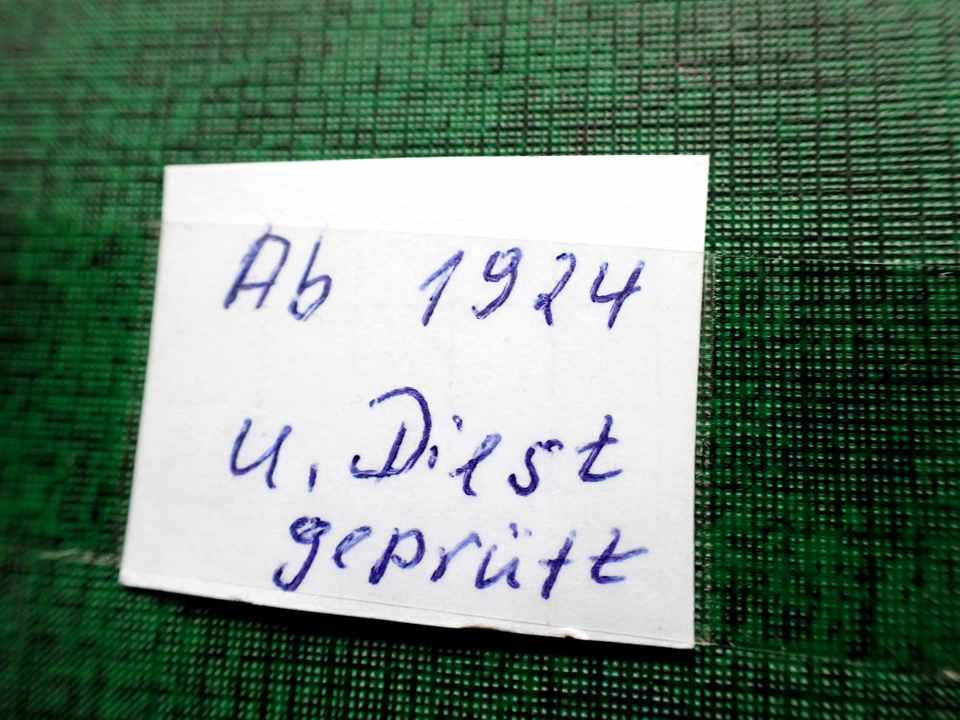 Ab 1924
u. Diest
geprüft